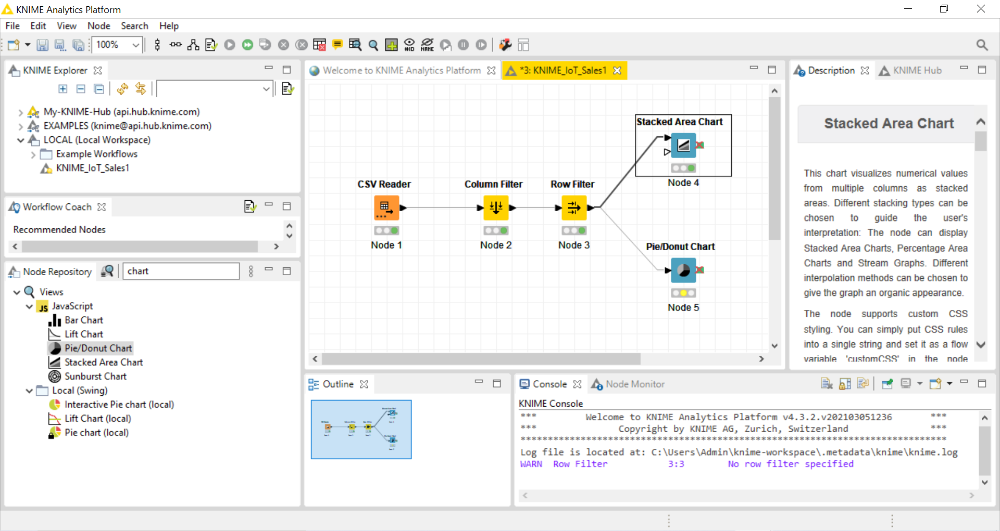 KNIME Analytics Platform
File Edit View Node Search Help
100%
#ID
NAME
KNIME Explorer
My-KNIME-Hub (api.hub.knime.com)
EXAMPLES (knime@api.hub.knime.com)
LOCAL (Local Workspace)
Example Workflows
KNIME_IoT_Sales1
Workflow Coach
Recommended Nodes
Node Repository
chart
Views
JS JavaScript
Bar Chart
Lift Chart
Pie/Donut Chart
Stacked Area Chart
Sunburst Chart
Local (Swing)
Interactive Pie chart (local)
Lift Chart (local)
Pie chart (local)
Welcome to KNIME Analytics Platform
*3: KNIME_IoT_Sales1
Stacked Area Chart
Node 4
CSV Reader
Node 1
Column Filter
Node 2
Row Filter
Node 3
Pie/Donut Chart
Node 5
Description
KNIME Hub
Stacked Area Chart
This chart visualizes numerical values
from multiple columns as stacked
areas. Different stacking types can be
chosen to guide the user's
interpretation: The node can display
Stacked Area Charts, Percentage Area
Charts and Stream Graphs. Different
interpolation methods can be chosen to
give the graph an organic appearance.
The node supports custom CSS
styling. You can simply put CSS rules
into a single string and set it as a flow
variable 'customCSS' in the node
Outline
Console
Node Monitor
KNIME Console
*** Welcome to KNIME Analytics Platform v4.3.2.v202103051236 ***
*** Copyright by KNIME AG, Zurich, Switzerland ***
******************************************************************************
Log file is located at: C:\Users\Admin\knime-workspace\.metadata\knime\knime.log
WARN Row Filter 3:3 No row filter specified